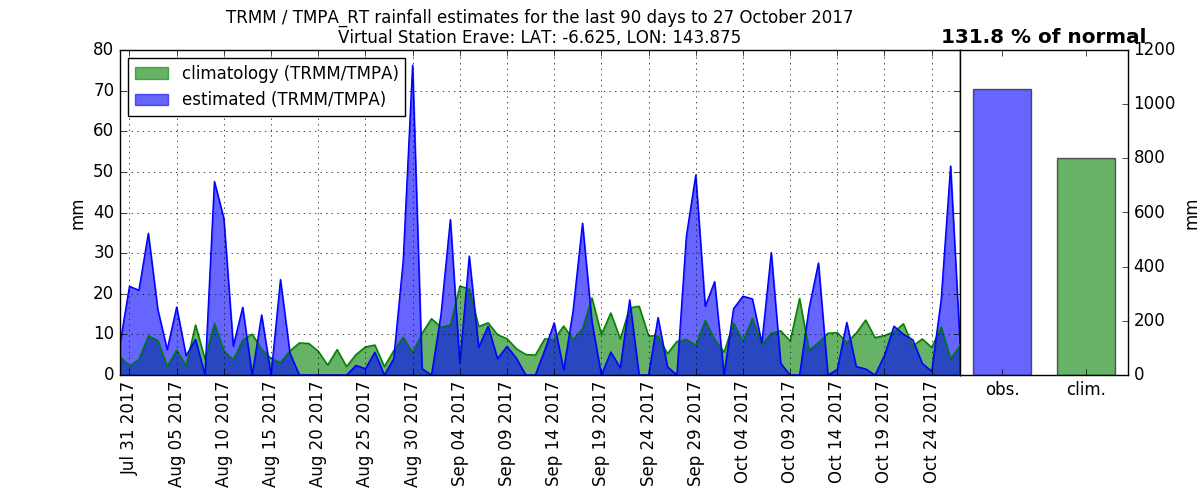 TRMM / TMPA_RT rainfall estimates for the last 90 days to 27 October 2017
Virtual Station Erave: LAT: -6.625, LON: 143.875
131.8 % of normal
climatology (TRMM/TMPA)
estimated (TRMM/TMPA)
mm
80
70
60
50
40
30
20
10
0
Jul 31 2017
Aug 05 2017
Aug 10 2017
Aug 15 2017
Aug 20 2017
Aug 25 2017
Aug 30 2017
Sep 04 2017
Sep 09 2017
Sep 14 2017
Sep 19 2017
Sep 24 2017
Sep 29 2017
Oct 04 2017
Oct 09 2017
Oct 14 2017
Oct 19 2017
Oct 24 2017
1200
1000
800
600
400
200
0
mm
obs.
clim.